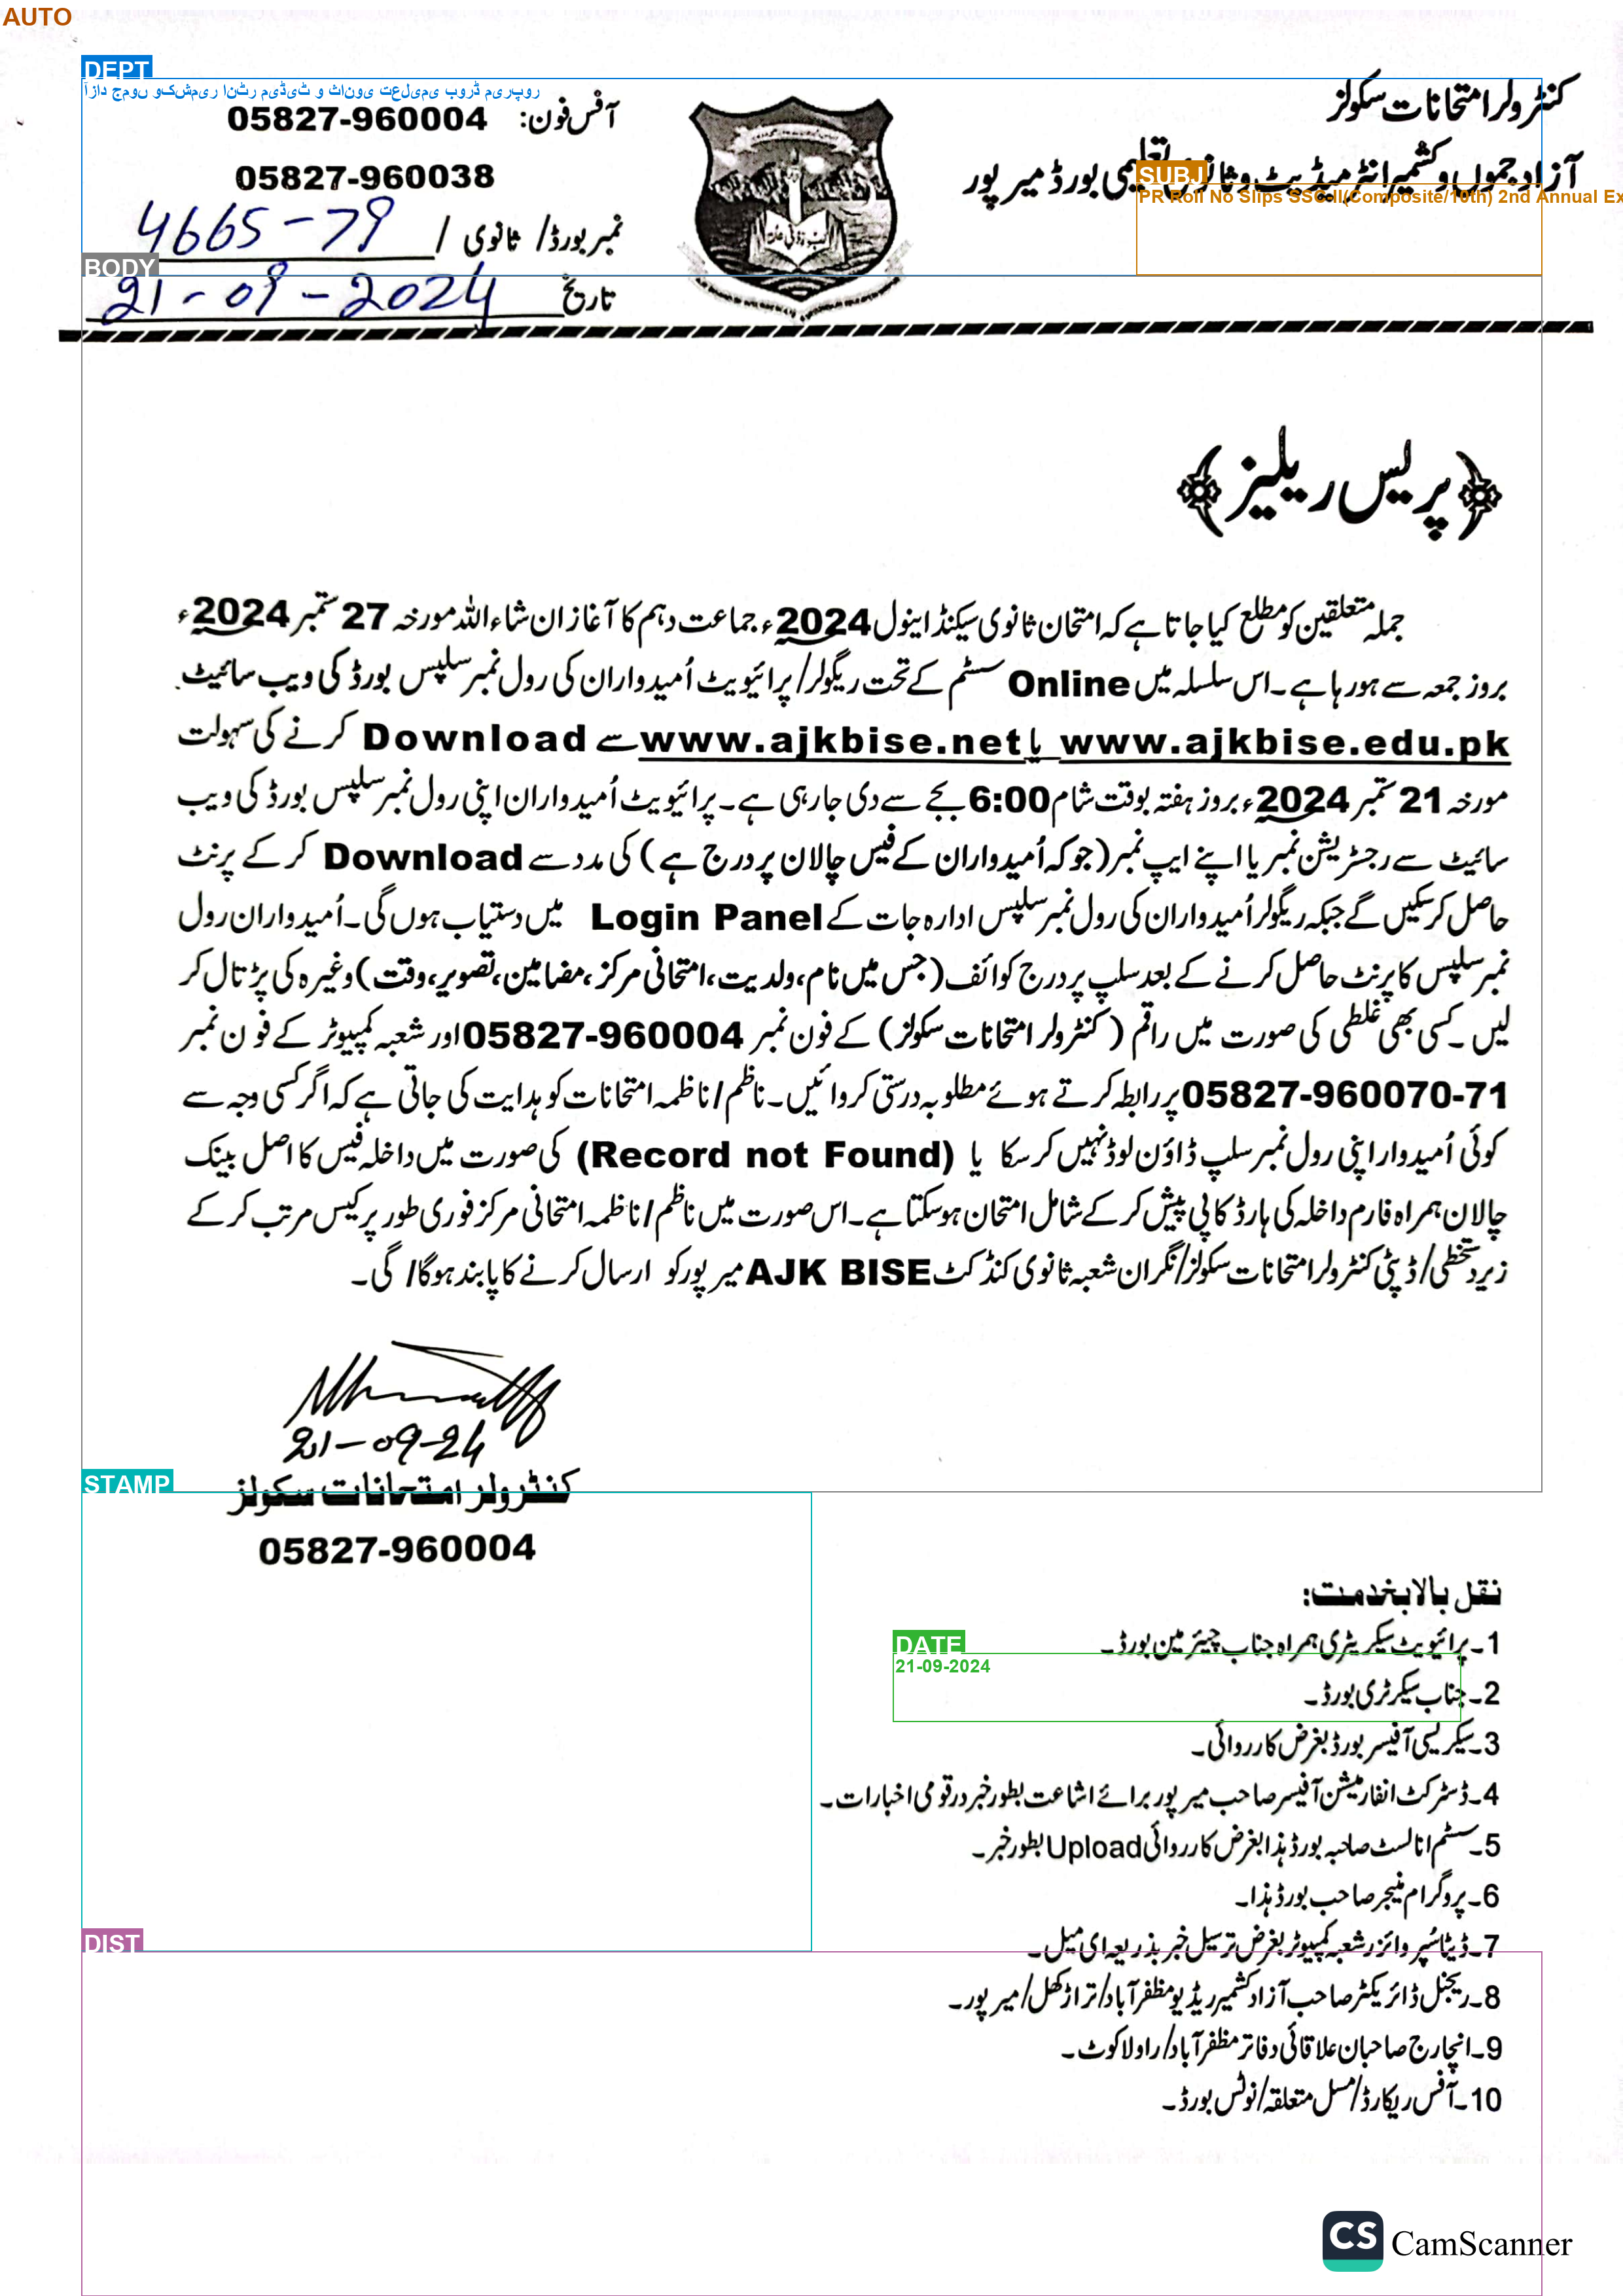 AUTO
DEPT
آزاد جموں وکشمیر انٹر میڈیٹ و ثانوی تعلیمی بورڈ میرپور
کنٹرولر امتحانات سکولز
آزاد جموں و کشمیر انٹرمیڈیٹ و ثانوی تعلیمی بورڈ میر پور
SUBJ
PR Roll No Slips SSC-II(Composite/10th) 2nd Annual Ex
آفس فون: 05827-960004
05827-960038
نمبر بورڈ/ ثانوی / 4665-79
BODY
تاریخ 21-09-2024
﴿پریس ریلیز﴾
جملہ متعلقین کو مطلع کیا جاتا ہے کہ امتحان ثانوی سیکنڈ اینول 2024ء جماعت دہم کا آغاز ان شاء اللہ مورخہ 27 ستمبر 2024ء
بروز جمعہ سے ہو رہا ہے۔ اس سلسلہ میں Online سسٹم کے تحت ریگولر/ پرائیویٹ اُمیدواران کی رول نمبر سلپس بورڈ کی ویب سائیٹ
www.ajkbise.edu.pk یا www.ajkbise.net سے Download کرنے کی سہولت
مورخہ 21 ستمبر 2024ء بروز ہفتہ بوقت شام 6:00 بجے سے دی جا رہی ہے۔ پرائیویٹ اُمیدواران اپنی رول نمبر سلپس بورڈ کی ویب
سائیٹ سے رجسٹریشن نمبر یا اپنے ایپ نمبر (جو کہ اُمیدواران کے فیس چالان پر درج ہے) کی مدد سے Download کر کے پرنٹ
حاصل کر سکیں گے جبکہ ریگولر اُمیدواران کی رول نمبر سلپس ادارہ جات کے Login Panel میں دستیاب ہوں گی۔ اُمیدواران رول
نمبر سلپس کا پرنٹ حاصل کرنے کے بعد سلپ پر درج کوائف (جس میں نام، ولدیت، امتحانی مرکز، مضامین، تصویر، وقت) وغیرہ کی پڑتال کر
لیں۔ کسی بھی غلطی کی صورت میں راقم (کنٹرولر امتحانات سکولز) کے فون نمبر 05827-960004 اور شعبہ کمپیوٹر کے فون نمبر
05827-960070-71 پر رابطہ کرتے ہوئے مطلوبہ درستی کروائیں۔ ناظم/ ناظمہ امتحانات کو ہدایت کی جاتی ہے کہ اگر کسی وجہ سے
کوئی اُمیدوار اپنی رول نمبر سلپ ڈاؤن لوڈ نہیں کر سکا یا (Record not Found) کی صورت میں داخلہ فیس کا اصل بینک
چالان ہمراہ فارم داخلہ کی ہارڈ کاپی پیش کر کے شامل امتحان ہو سکتا ہے۔ اس صورت میں ناظم/ ناظمہ امتحانی مرکز فوری طور پر کیس مرتب کر کے
زیر دستخطی/ ڈپٹی کنٹرولر امتحانات سکولز/ نگران شعبہ ثانوی کنڈکٹ AJK BISE میر پور کو ارسال کرنے کا پابند ہوگا/ گی۔
21-09-24
STAMP
کنٹرولر امتحانات سکولز
05827-960004
نقل بالا بخدمت:
1۔ پرائیویٹ سیکریٹری ہمراہ جناب چیئرمین بورڈ۔
DATE
21-09-2024
2۔ جناب سیکرٹری بورڈ۔
3۔ سیکریسی آفیسر بورڈ بغرض کارروائی۔
4۔ ڈسٹرکٹ انفارمیشن آفیسر صاحب میر پور برائے اشاعت بطور خبر در قومی اخبارات۔
5۔ سسٹم انالسٹ صاحبہ بورڈ ہذا بغرض کارروائی Upload بطور خبر۔
6۔ پروگرام منیجر صاحب بورڈ ہذا۔
DIST
7۔ ڈیٹا سُپروائزر شعبہ کمپیوٹر بغرض ترسیل خبر بذریعہ ای میل۔
8۔ ریجنل ڈائریکٹر صاحب آزاد کشمیر ریڈیو مظفر آباد/ تراڑکھل/ میر پور۔
9۔ انچارج صاحبان علاقائی دفاتر مظفر آباد/ راولاکوٹ۔
10۔ آفس ریکارڈ/ مسل متعلقہ/ نوٹس بورڈ۔
CS CamScanner